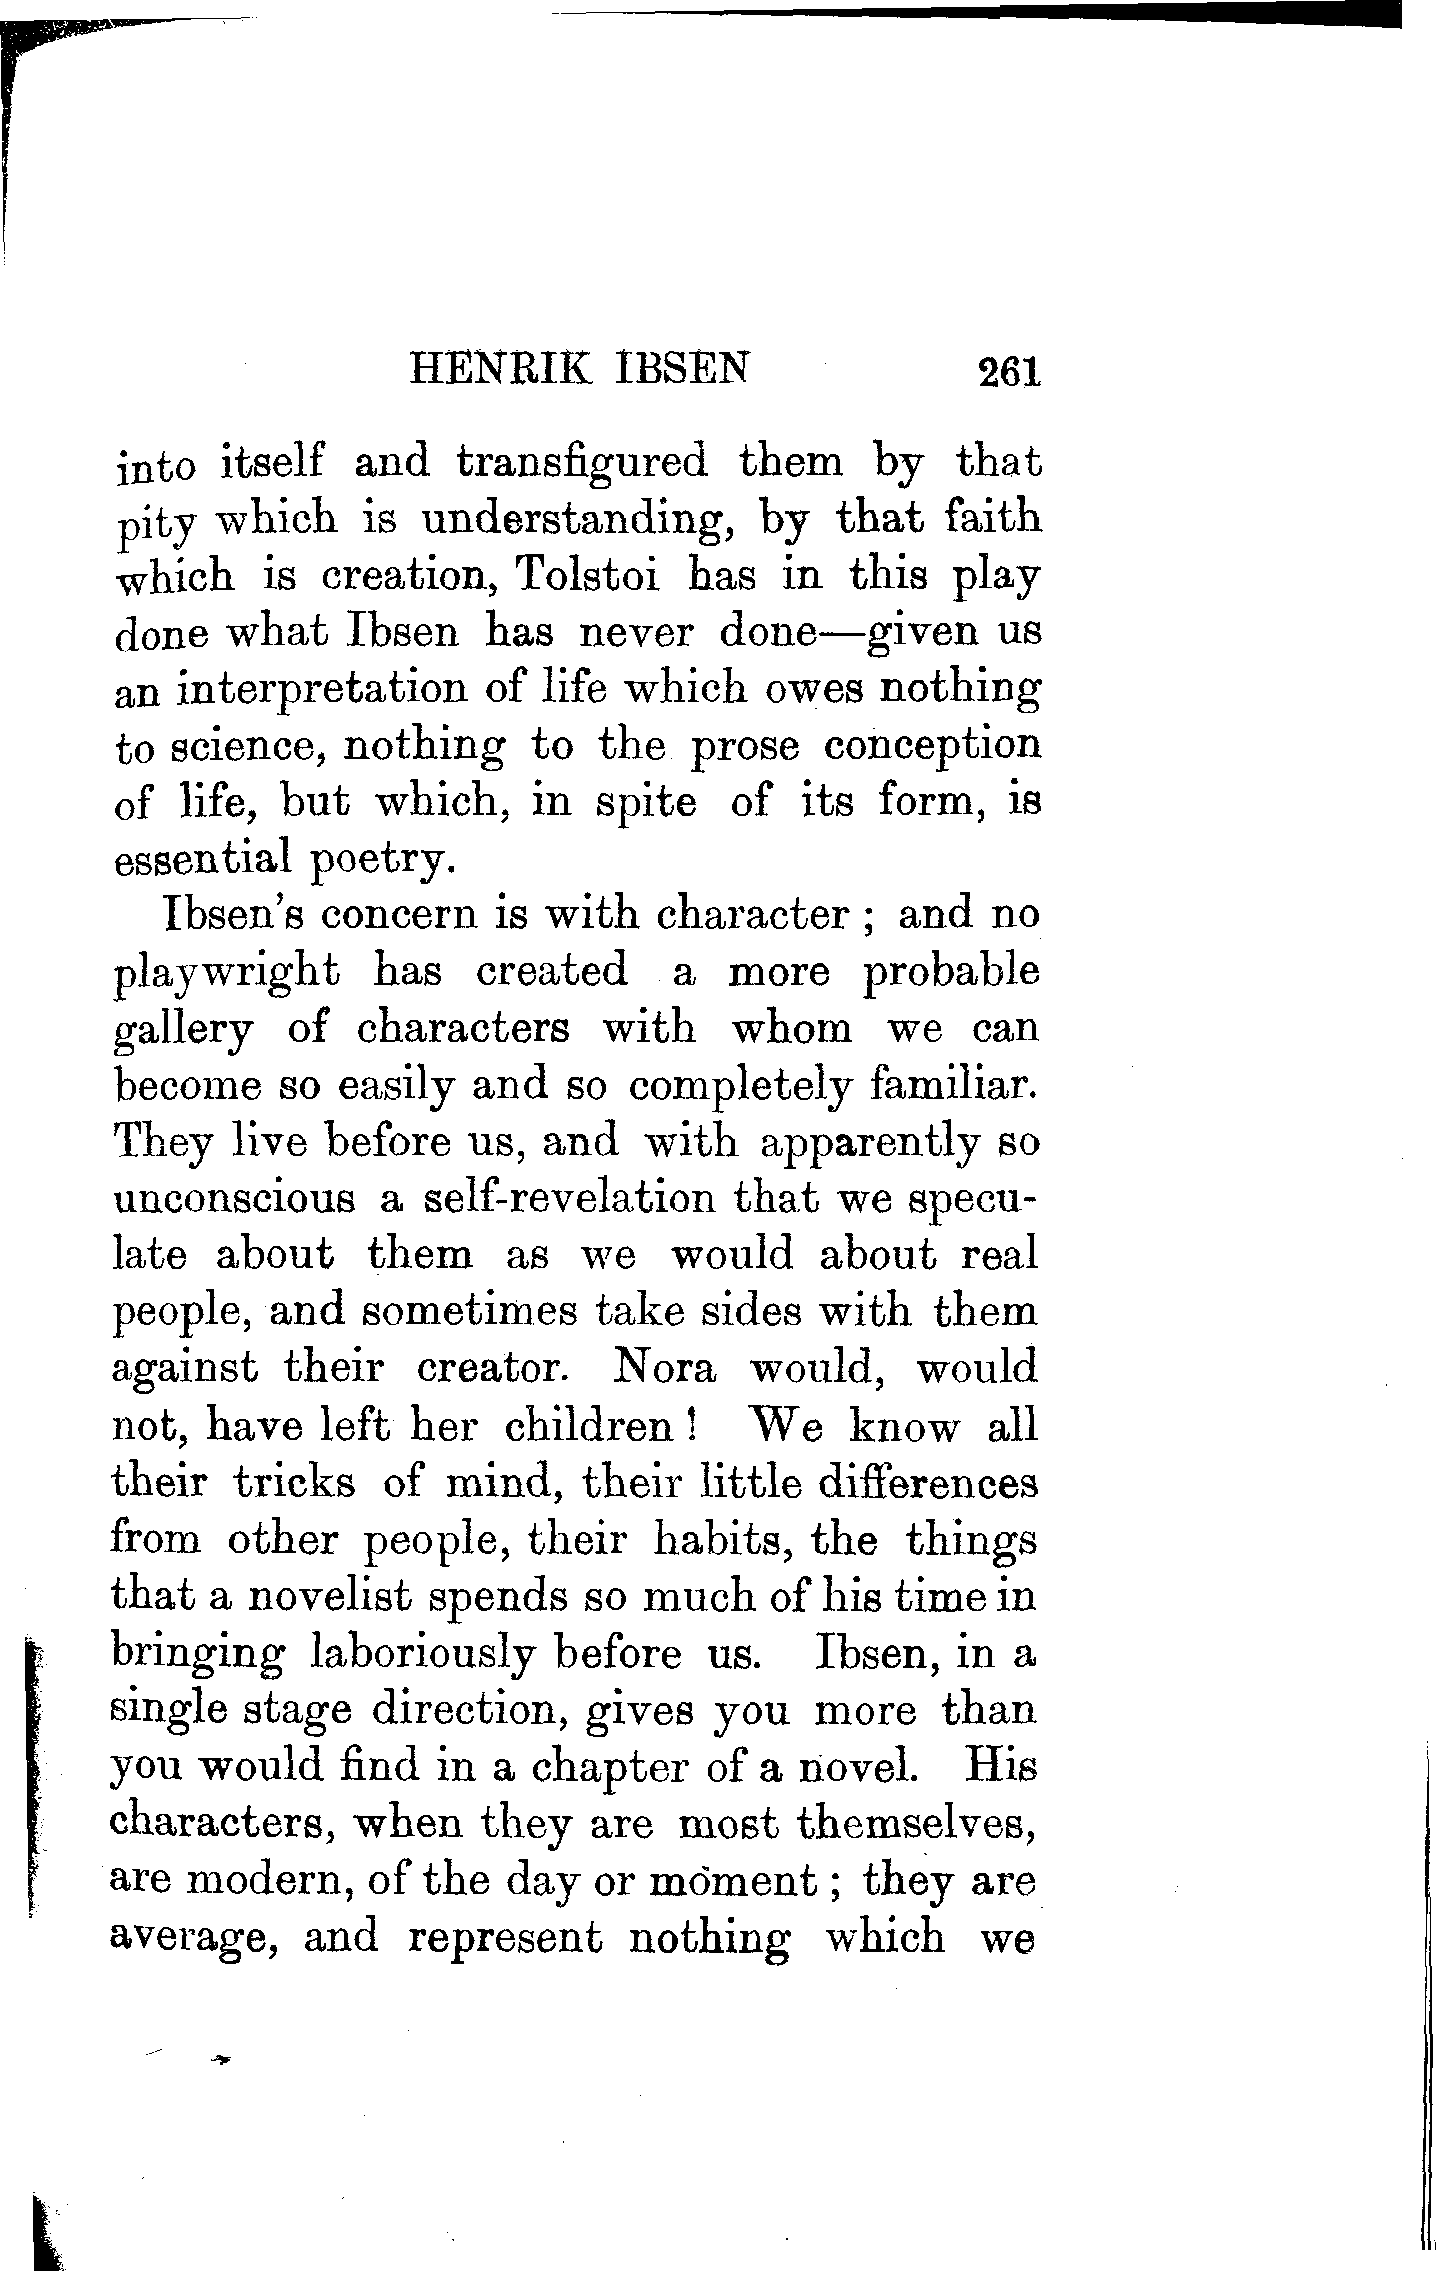 HENRIK IBSEN 261
into itself and transfigured them by that
pity which is understanding, by that faith
which is creation, Tolstoi has in this play
done what Ibsen has never done—given us
an interpretation of life which owes nothing
to science, nothing to the prose conception
of life, but which, in spite of its form, is
essential poetry.
Ibsen's concern is with character ; and no
playwright has created a more probable
gallery of characters with whom we can
become so easily and so completely familiar.
They live before us, and with apparently so
unconscious a self-revelation that we specu-
late about them as we would about real
people, and sometimes take sides with them
against their creator. Nora would, would
not, have left her children ! We know all
their tricks of mind, their little differences
from other people, their habits, the things
that a novelist spends so much of his time in
bringing laboriously before us. Ibsen, in a
single stage direction, gives you more than
you would find in a chapter of a novel. His
characters, when they are most themselves,
are modern, of the day or moment ; they are
average, and represent nothing which we